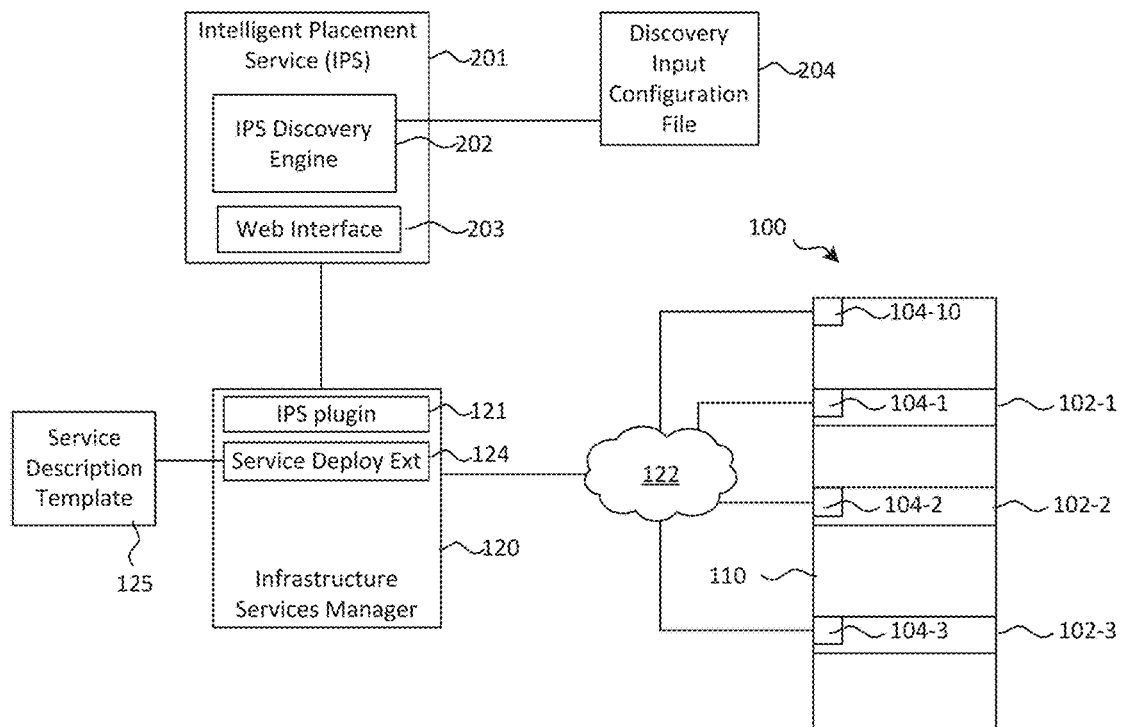 Intelligent Placement
Service (IPS)
201
IPS Discovery
Engine
202
Web Interface
203
Discovery
Input
Configuration
File
204
100
104-10
104-1
102-1
104-2
102-2
110
104-3
102-3
122
IPS plugin
121
Service Deploy Ext
124
120
Infrastructure
Services Manager
Service
Description
Template
125